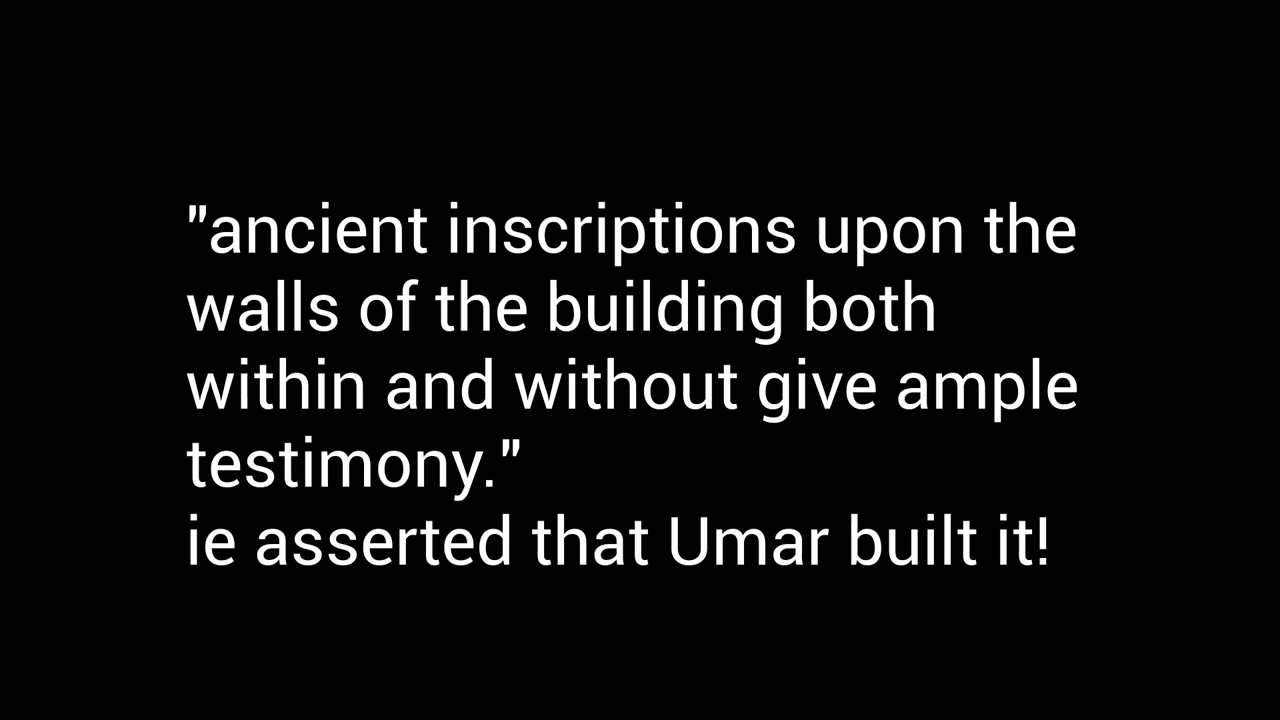 "ancient inscriptions upon the
walls of the building both
within and without give ample
testimony."
ie asserted that Umar built it!